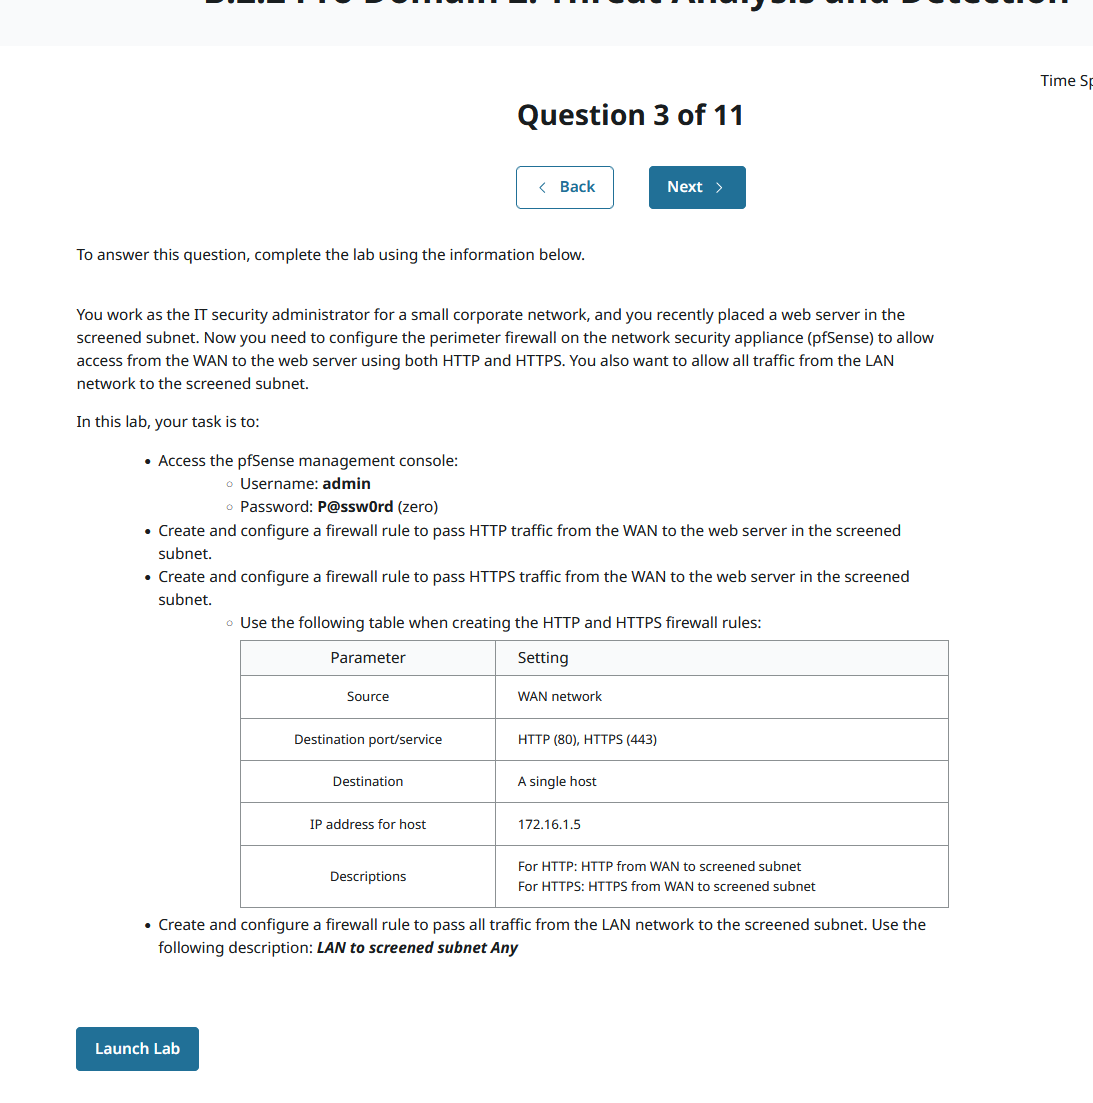 B.2.2 Pro Domain 2: Threat Analysis and Detection
Time Sp
Question 3 of 11
Back
Next
To answer this question, complete the lab using the information below.
You work as the IT security administrator for a small corporate network, and you recently placed a web server in the
screened subnet. Now you need to configure the perimeter firewall on the network security appliance (pfSense) to allow
access from the WAN to the web server using both HTTP and HTTPS. You also want to allow all traffic from the LAN
network to the screened subnet.
In this lab, your task is to:
• Access the pfSense management console:
○ Username: admin
○ Password: P@ssw0rd (zero)
• Create and configure a firewall rule to pass HTTP traffic from the WAN to the web server in the screened
subnet.
• Create and configure a firewall rule to pass HTTPS traffic from the WAN to the web server in the screened
subnet.
○ Use the following table when creating the HTTP and HTTPS firewall rules:
Parameter Setting
Source WAN network
Destination port/service HTTP (80), HTTPS (443)
Destination A single host
IP address for host 172.16.1.5
Descriptions For HTTP: HTTP from WAN to screened subnet
For HTTPS: HTTPS from WAN to screened subnet
• Create and configure a firewall rule to pass all traffic from the LAN network to the screened subnet. Use the
following description: LAN to screened subnet Any
Launch Lab